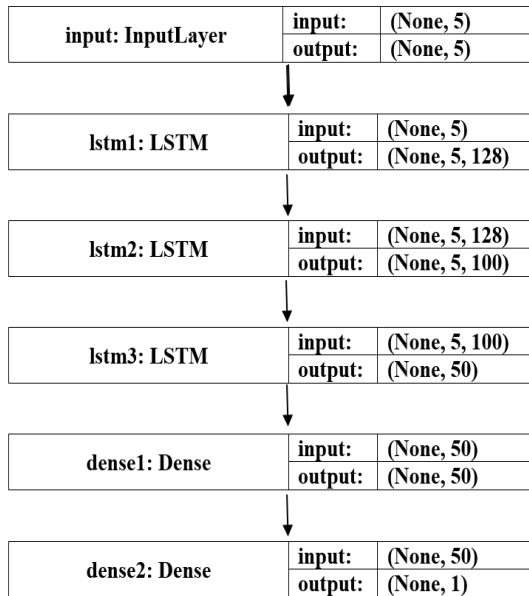 input: InputLayer input: (None, 5)
output: (None, 5)
lstm1: LSTM input: (None, 5)
output: (None, 5, 128)
lstm2: LSTM input: (None, 5, 128)
output: (None, 5, 100)
lstm3: LSTM input: (None, 5, 100)
output: (None, 50)
dense1: Dense input: (None, 50)
output: (None, 50)
dense2: Dense input: (None, 50)
output: (None, 1)